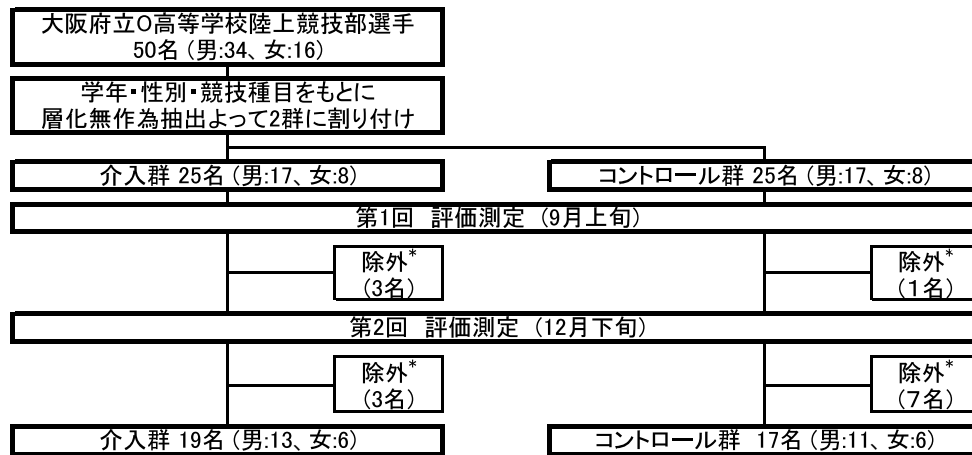 大阪府立O高等学校陸上競技部選手
50名（男:34、女:16）
学年・性別・競技種目をもとに
層化無作為抽出よって2群に割り付け
介入群 25名（男:17、女:8）
コントロール群 25名（男:17、女:8）
第1回　評価測定（9月上旬）
除外*
（3名）
除外*
（1名）
第2回　評価測定（12月下旬）
除外*
（3名）
除外*
（7名）
介入群 19名（男:13、女:6）
コントロール群 17名（男:11、女:6）